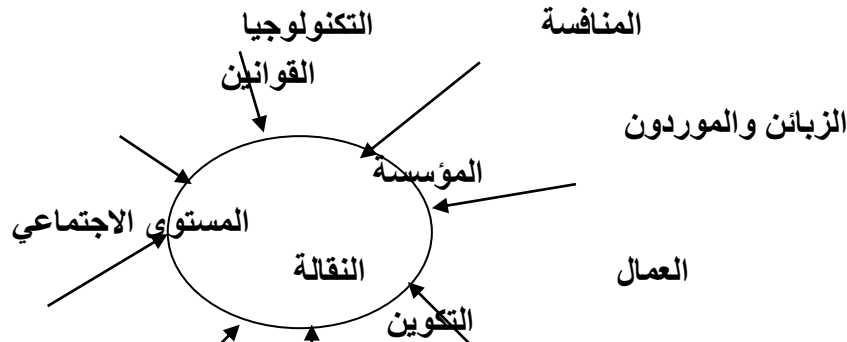 المنافسة التكنولوجيا
القوانين
الزبائن والموردون
المؤسسة
المستوى الاجتماعي
العمال النقالة
التكوين